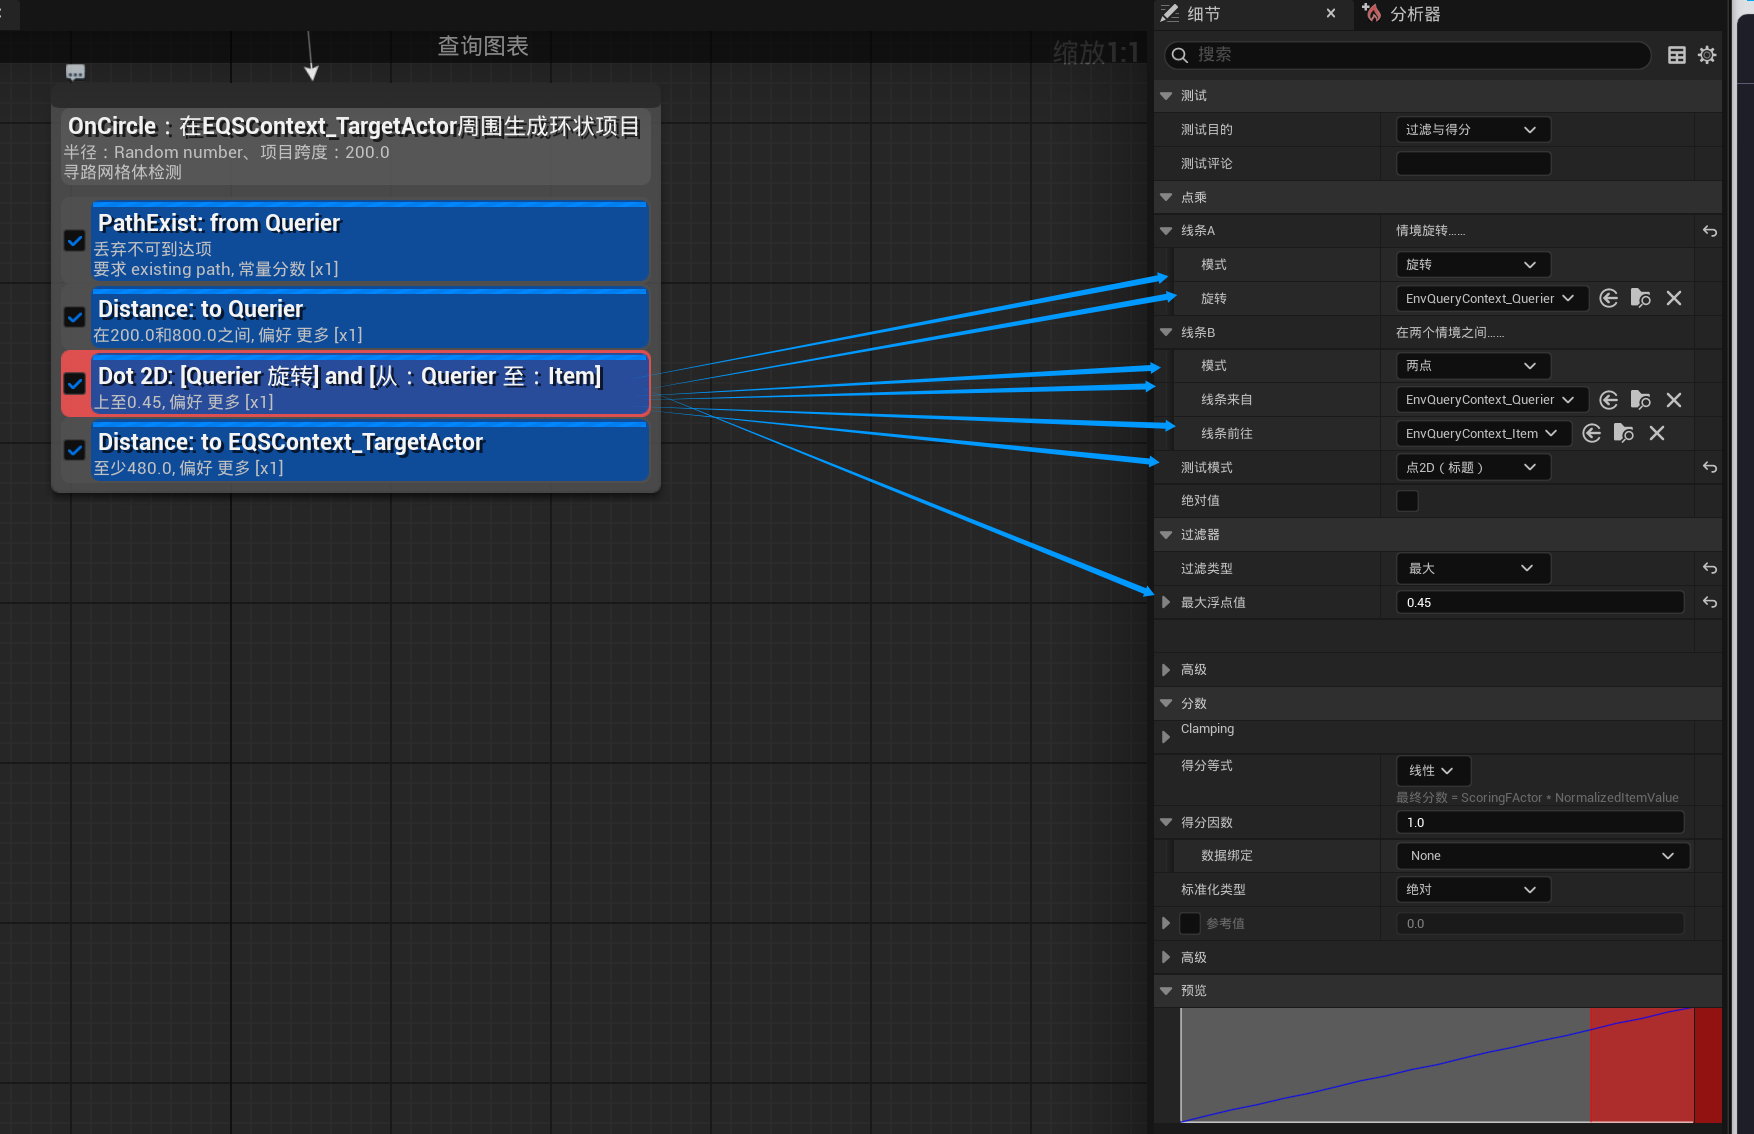 查询图表
缩放1:1
OnCircle：在EQSContext_TargetActor周围生成环状项目
半径：Random number、项目跨度：200.0
寻路网格体检测
PathExist: from Querier
丢弃不可到达项
要求 existing path, 常量分数 [x1]
Distance: to Querier
在200.0和800.0之间, 偏好 更多 [x1]
Dot 2D: [Querier 旋转] and [从：Querier 至：Item]
上至0.45, 偏好 更多 [x1]
Distance: to EQSContext_TargetActor
至少480.0, 偏好 更多 [x1]
细节
分析器
搜索
测试
测试目的 过滤与得分
测试评论
点乘
线条A 情境旋转......
模式 旋转
旋转 EnvQueryContext_Querier
线条B 在两个情境之间......
模式 两点
线条来自 EnvQueryContext_Querier
线条前往 EnvQueryContext_Item
测试模式 点2D（标题）
绝对值
过滤器
过滤类型 最大
最大浮点值 0.45
高级
分数
Clamping
得分等式 线性
最终分数 = ScoringFActor * NormalizedItemValue
得分因数 1.0
数据绑定 None
标准化类型 绝对
参考值 0.0
高级
预览